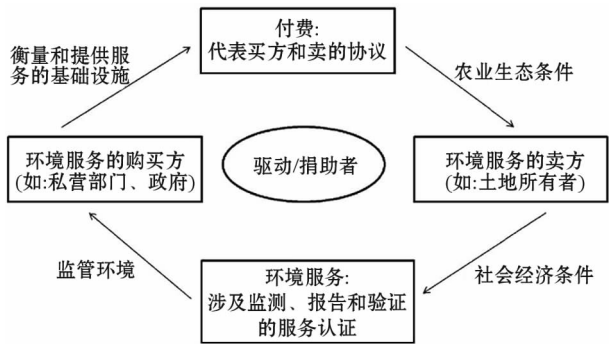 付费:
代表买方和卖的协议
衡量和提供服
务的基础设施
农业生态条件
环境服务的购买方
(如:私营部门、政府)
驱动/捐助者
环境服务的卖方
(如:土地所有者)
监管环境
环境服务:
涉及监测、报告和验证
的服务认证
社会经济条件